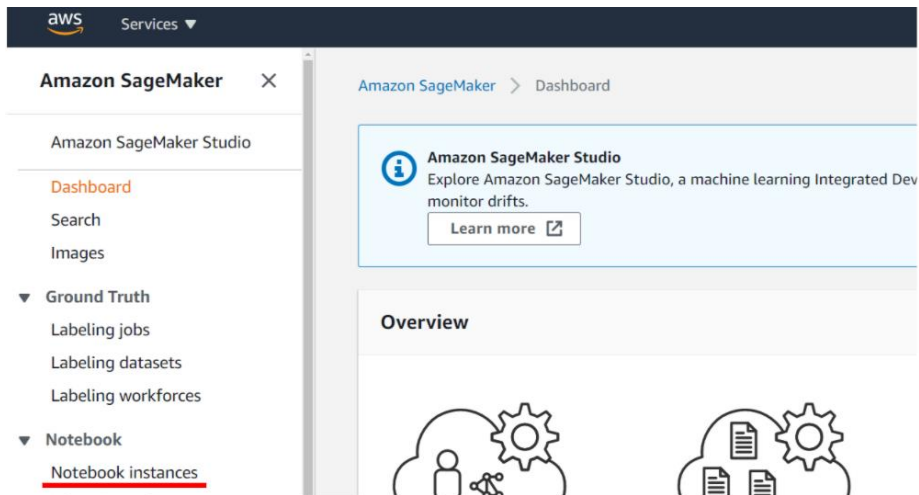 aws
Services ▼
Amazon SageMaker
Amazon SageMaker Studio
Dashboard
Search
Images
Ground Truth
Labeling jobs
Labeling datasets
Labeling workforces
Notebook
Notebook instances
Amazon SageMaker > Dashboard
Amazon SageMaker Studio
Explore Amazon SageMaker Studio, a machine learning Integrated Dev
monitor drifts.
Learn more
Overview